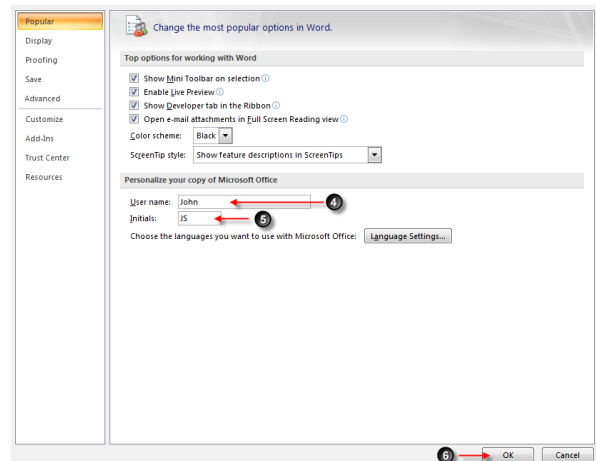 Popular
Display
Proofing
Save
Advanced
Customize
Add-Ins
Trust Center
Resources
Change the most popular options in Word.
Top options for working with Word
Show Mini Toolbar on selection
Enable Live Preview
Show Developer tab in the Ribbon
Open e-mail attachments in Full Screen Reading view
Color scheme: Black
ScreenTip style: Show feature descriptions in ScreenTips
Personalize your copy of Microsoft Office
User name: John 4
Initials: JS 5
Choose the languages you want to use with Microsoft Office: Language Settings...
6 OK Cancel